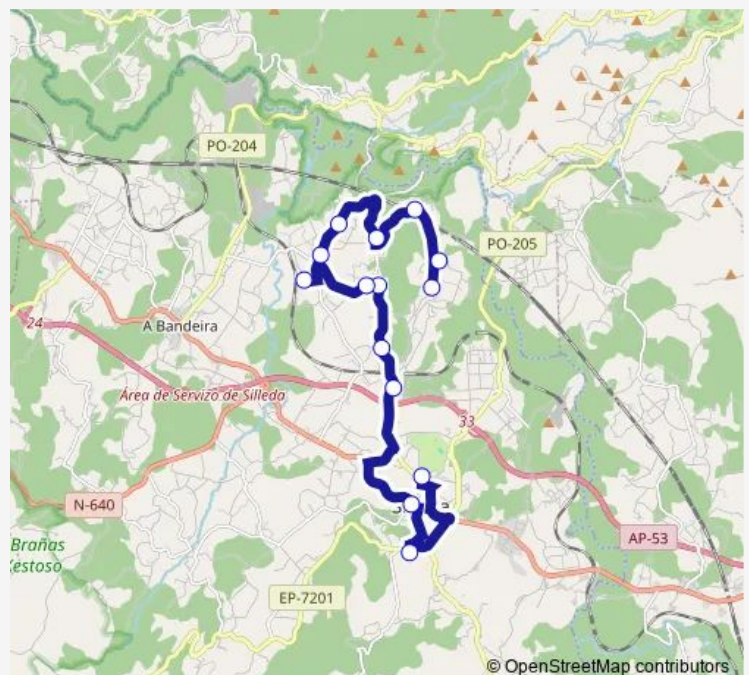 PO-204
PO-205
24
A Bandeira
Área de Servizo de Silleda
33
N-640
AP-53
Brañas
EP-7201
© OpenStreetMap contributors